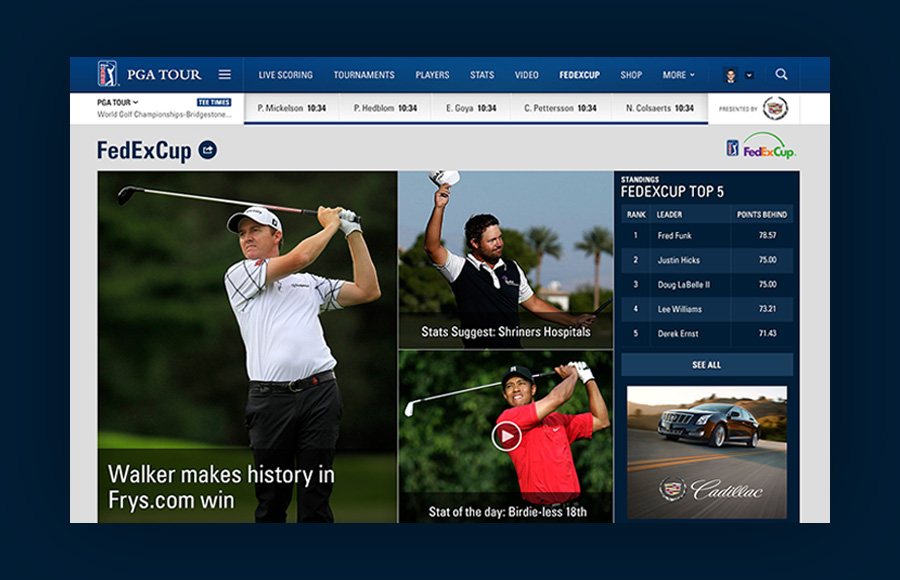 PGA TOUR
LIVE SCORING TOURNAMENTS PLAYERS STATS VIDEO FEDEXCUP SHOP MORE
PGA TOUR TEE TIMES
World Golf Championships-Bridgestone...
P. Mickelson 10:34 P. Hedblom 10:34 E. Goya 10:34 C. Pettersson 10:34 N. Colsaerts 10:34
PRESENTED BY
FedExCup
FedExCup
STANDINGS
FEDEXCUP TOP 5
RANK LEADER POINTS BEHIND
1 Fred Funk 78.57
2 Justin Hicks 75.00
3 Doug LaBelle II 75.00
4 Lee Williams 73.21
5 Derek Ernst 71.43
SEE ALL
Stats Suggest: Shriners Hospitals
Walker makes history in
Frys.com win
Stat of the day: Birdie-less 18th
Cadillac